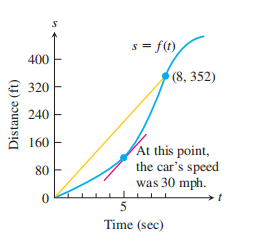 s
s = f(t)
400
(8, 352)
320
Distance (ft)
240
160
At this point,
80
the car's speed
was 30 mph.
0
t
5
Time (sec)